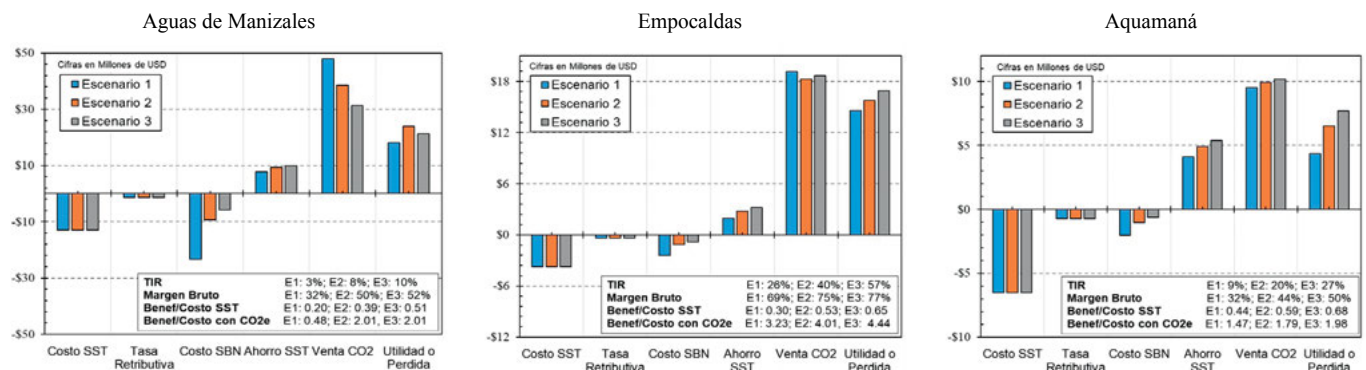 Aguas de Manizales
$50
$30
$10
-$10
-$30
-$50
Cifras en Millones de USD
Escenario 1
Escenario 2
Escenario 3
TIR E1: 3%; E2: 8%; E3: 10%
Margen Bruto E1: 32%; E2: 50%; E3: 52%
Benef/Costo SST E1: 0.20; E2: 0.39; E3: 0.51
Benef/Costo con CO2e E1: 0.48; E2: 2.01; E3: 2.01
Costo SST Tasa Costo SBN Ahorro SST Venta CO2 Utilidad o
Retributiva Perdida
Empocaldas
$18
$12
$6
$0
-$6
-$12
Cifras en Millones de USD
Escenario 1
Escenario 2
Escenario 3
TIR E1: 26%; E2: 40%; E3: 57%
Margen Bruto E1: 69%; E2: 75%; E3: 77%
Benef/Costo SST E1: 0.30; E2: 0.53; E3: 0.65
Benef/Costo con CO2e E1: 3.23; E2: 4.01; E3: 4.44
Costo SST Tasa Costo SBN Ahorro Venta CO2 Utilidad o
Retributiva SST Perdida
Aquamaná
$10
$5
$0
-$5
-$10
Cifras en Millones de USD
Escenario 1
Escenario 2
Escenario 3
TIR E1: 9%; E2: 20%; E3: 27%
Margen Bruto E1: 32%; E2: 44%; E3: 50%
Benef/Costo SST E1: 0.44; E2: 0.59; E3: 0.68
Benef/Costo con CO2e E1: 1.47; E2: 1.79; E3: 1.98
Costo SST Tasa Costo SBN Ahorro Venta CO2 Utilidad o
Retributiva SST Perdida